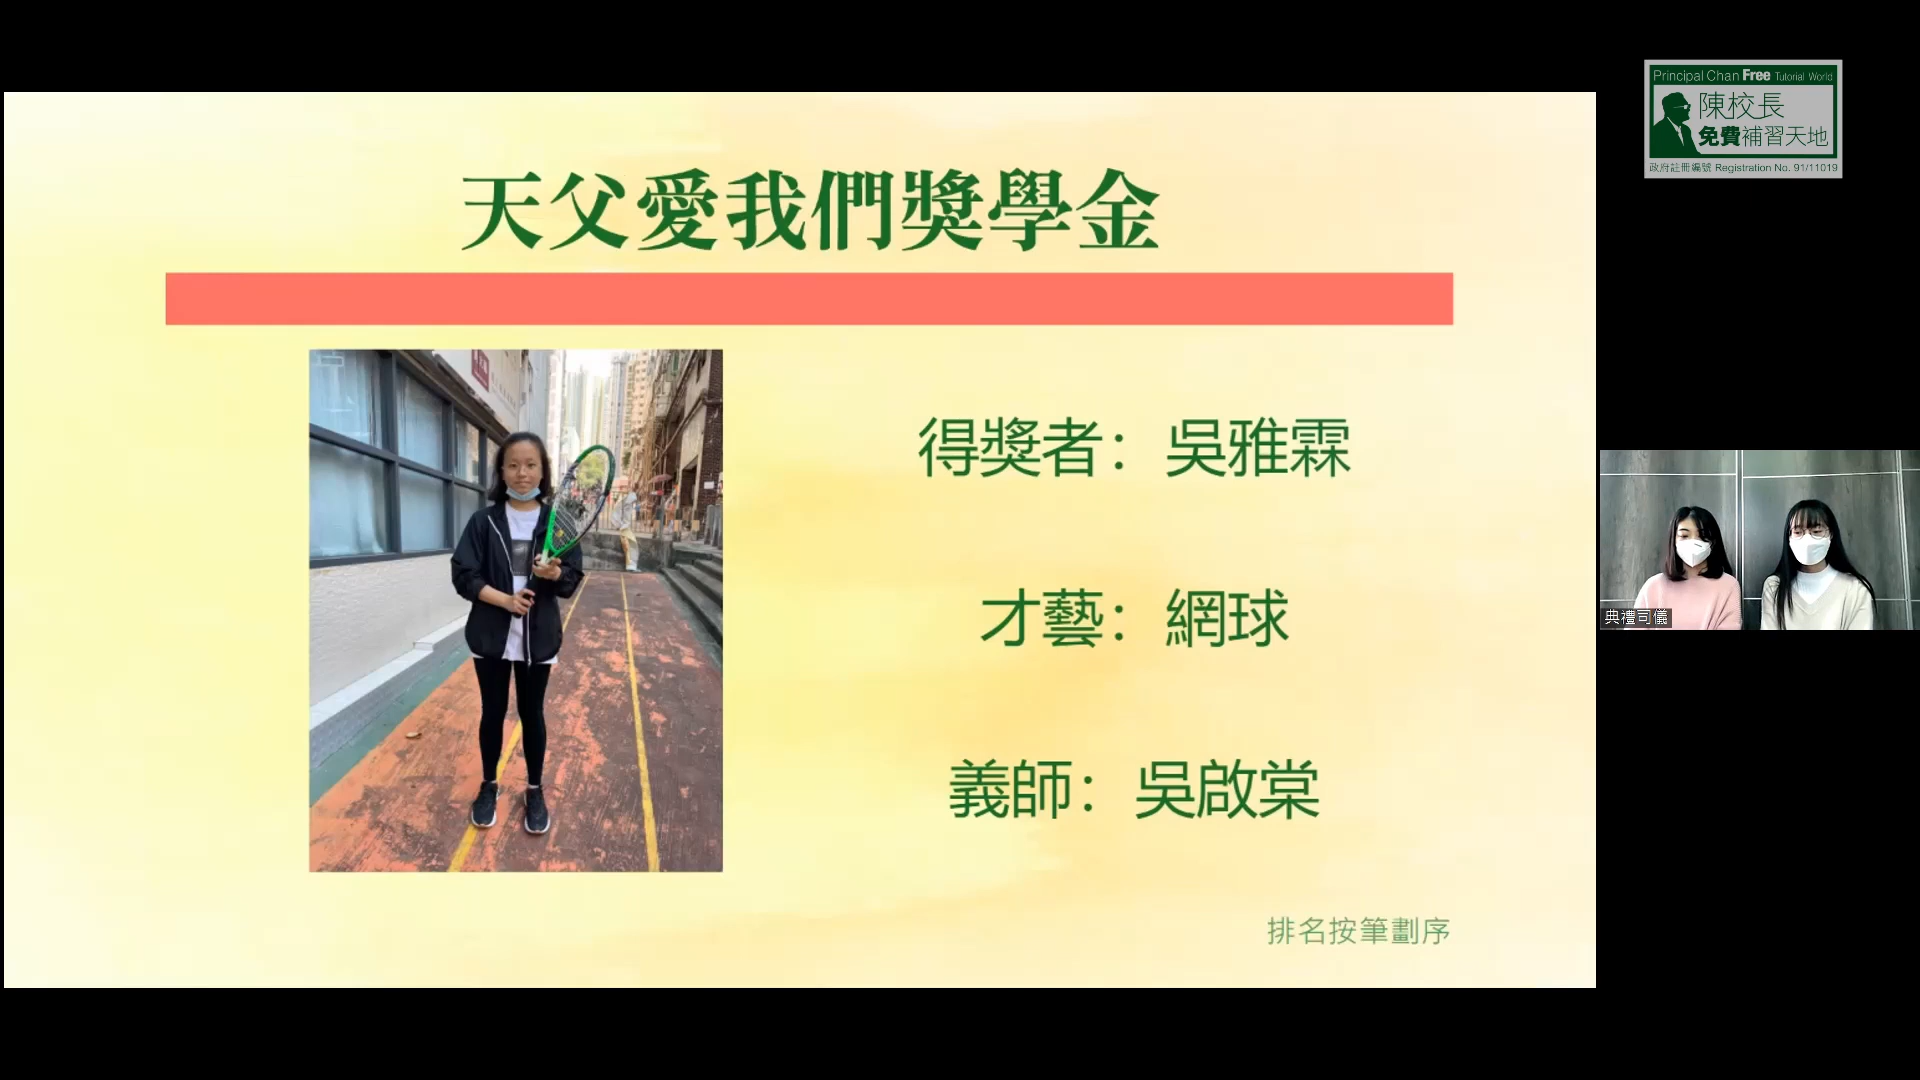 天父愛我們獎學金
得獎者：吳雅霖
才藝：網球
義師：吳啟棠
排名按筆劃序
Principal Chan Free Tutorial World
陳校長
免費補習天地
政府註冊編號 Registration No. 91/11019
典禮司儀